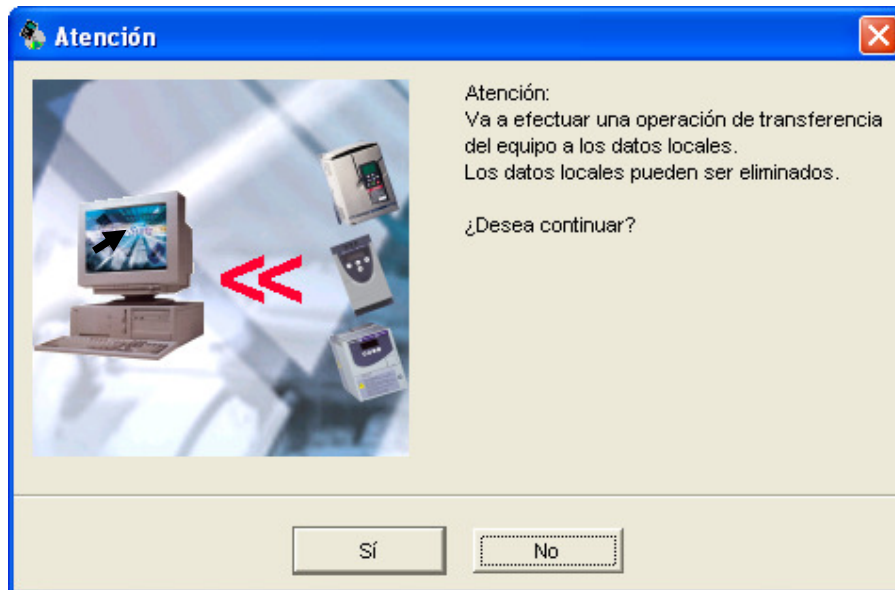 Atención
Atención:
Va a efectuar una operación de transferencia
del equipo a los datos locales.
Los datos locales pueden ser eliminados.
¿Desea continuar?
Sí
No